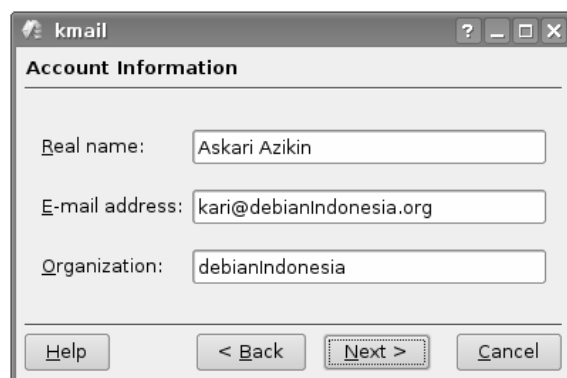 kmail
Account Information
Real name: Askari Azikin
E-mail address: kari@debianIndonesia.org
Organization: debianIndonesia
Help < Back Next > Cancel